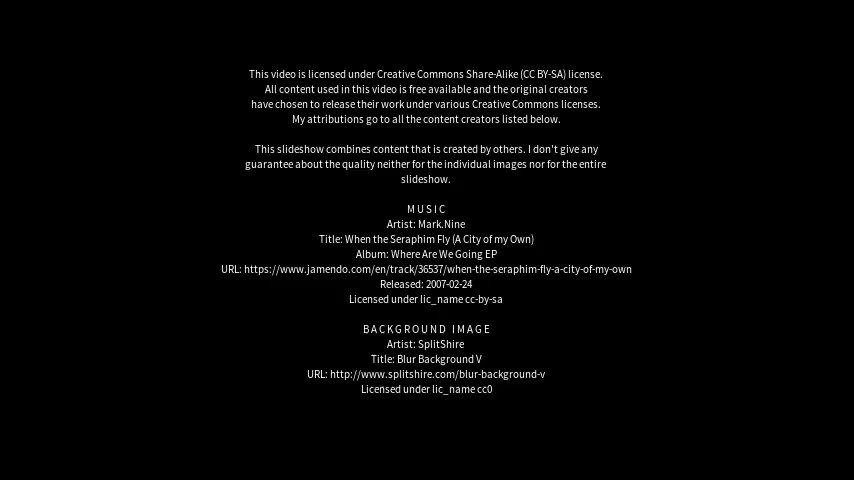 This video is licensed under Creative Commons Share-Alike (CC BY-SA) license.
All content used in this video is free available and the original creators
have chosen to release their work under various Creative Commons licenses.
My attributions go to all the content creators listed below.
This slideshow combines content that is created by others. I don't give any
guarantee about the quality neither for the individual images nor for the entire
slideshow.
MUSIC
Artist: Mark.Nine
Title: When the Seraphim Fly (A City of my Own)
Album: Where Are We Going EP
URL: https://www.jamendo.com/en/track/36537/when-the-seraphim-fly-a-city-of-my-own
Released: 2007-02-24
Licensed under lic_name cc-by-sa
BACKGROUND IMAGE
Artist: SplitShire
Title: Blur Background V
URL: http://www.splitshire.com/blur-background-v
Licensed under lic_name cc0